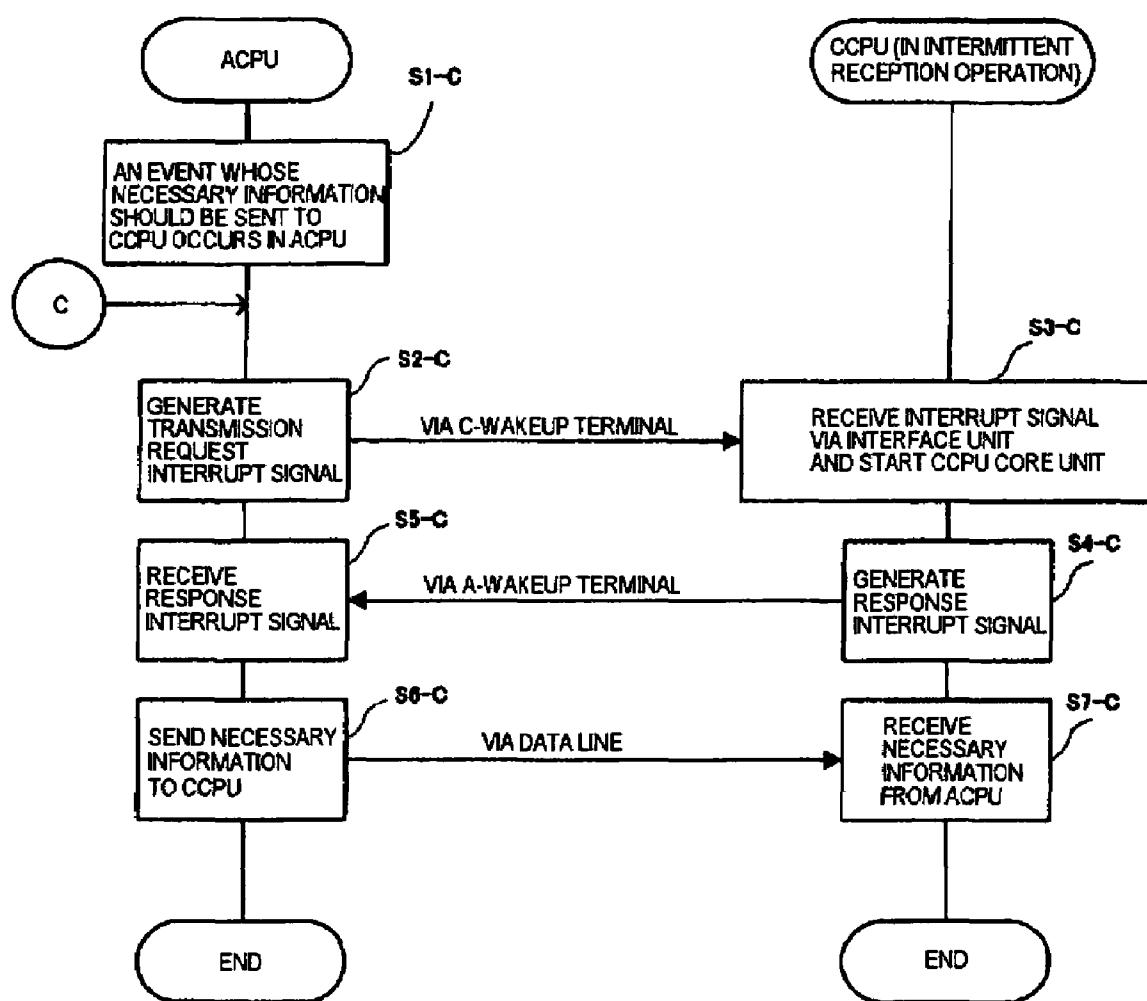 ACPU
CCPU (IN INTERMITTENT
RECEPTION OPERATION)
S1-C
AN EVENT WHOSE
NECESSARY INFORMATION
SHOULD BE SENT TO
CCPU OCCURS IN ACPU
C
S2-C
GENERATE
TRANSMISSION
REQUEST
INTERRUPT SIGNAL
VIA C-WAKEUP TERMINAL
S3-C
RECEIVE INTERRUPT SIGNAL
VIA INTERFACE UNIT
AND START CCPU CORE UNIT
S5-C
RECEIVE
RESPONSE
INTERRUPT SIGNAL
VIA A-WAKEUP TERMINAL
S4-C
GENERATE
RESPONSE
INTERRUPT SIGNAL
S6-C
SEND NECESSARY
INFORMATION
TO CCPU
VIA DATA LINE
S7-C
RECEIVE
NECESSARY
INFORMATION
FROM ACPU
END
END